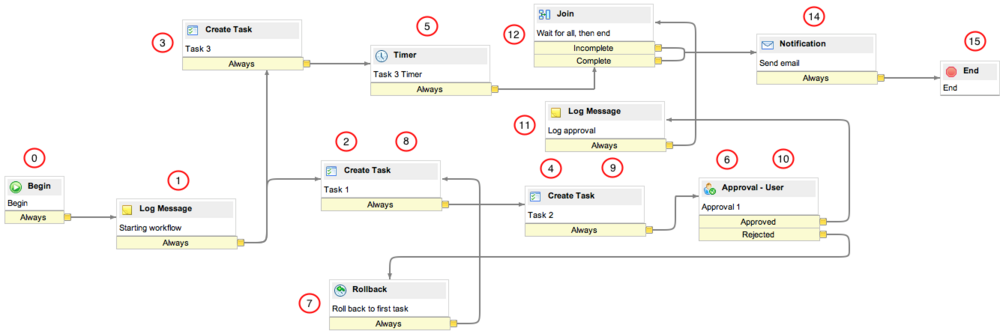 3
Create Task
Task 3
Always
5
Timer
Task 3 Timer
Always
12
Join
Wait for all, then end
Incomplete
Complete
14
Notification
Send email
Always
15
End
End
11
Log Message
Log approval
Always
0
Begin
Begin
Always
1
Log Message
Starting workflow
Always
2
8
Create Task
Task 1
Always
4
9
Create Task
Task 2
Always
6
10
Approval - User
Approval 1
Approved
Rejected
7
Rollback
Roll back to first task
Always